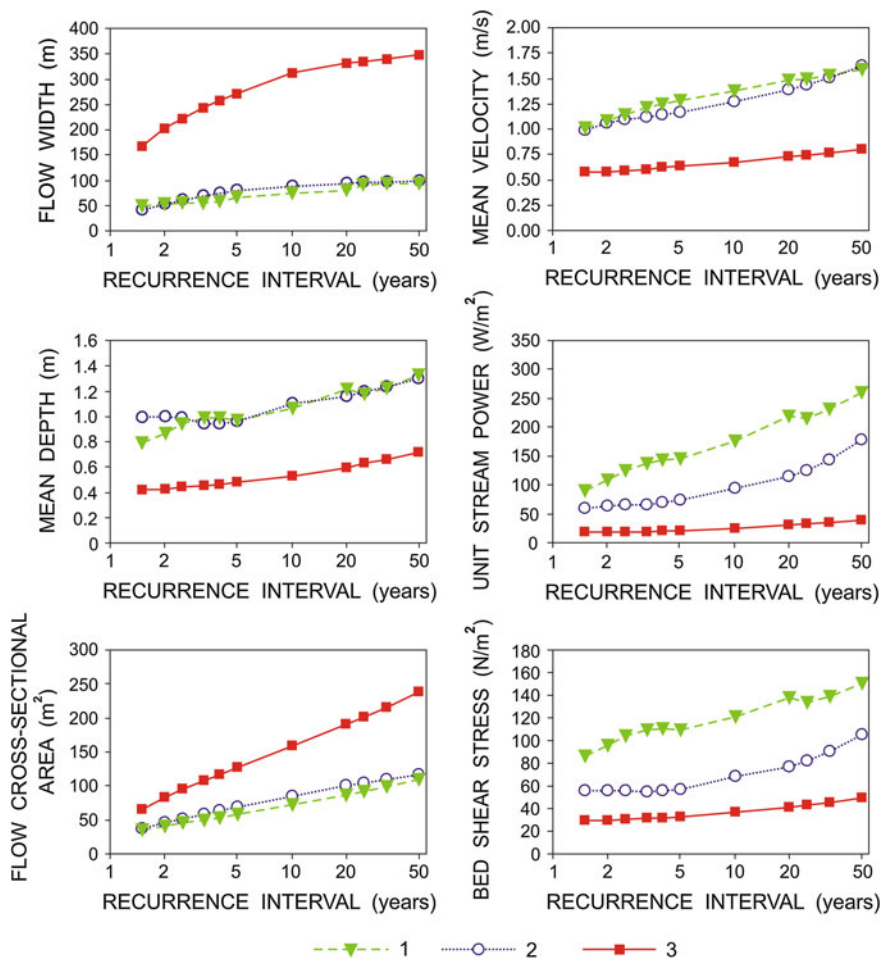 400
350
300
250
200
150
100
50
0
FLOW WIDTH (m)
1 2 5 10 20 50
RECURRENCE INTERVAL (years)
2.00
1.75
1.50
1.25
1.00
0.75
0.50
0.25
0.00
MEAN VELOCITY (m/s)
1 2 5 10 20 50
RECURRENCE INTERVAL (years)
1.6
1.4
1.2
1.0
0.8
0.6
0.4
0.2
0
MEAN DEPTH (m)
1 2 5 10 20 50
RECURRENCE INTERVAL (years)
350
300
250
200
150
100
50
0
UNIT STREAM POWER (W/m²)
1 2 5 10 20 50
RECURRENCE INTERVAL (years)
300
250
200
150
100
50
0
FLOW CROSS-SECTIONAL
AREA (m²)
1 2 5 10 20 50
RECURRENCE INTERVAL (years)
180
160
140
120
100
80
60
40
20
0
BED SHEAR STRESS (N/m²)
1 2 5 10 20 50
RECURRENCE INTERVAL (years)
1 2 3